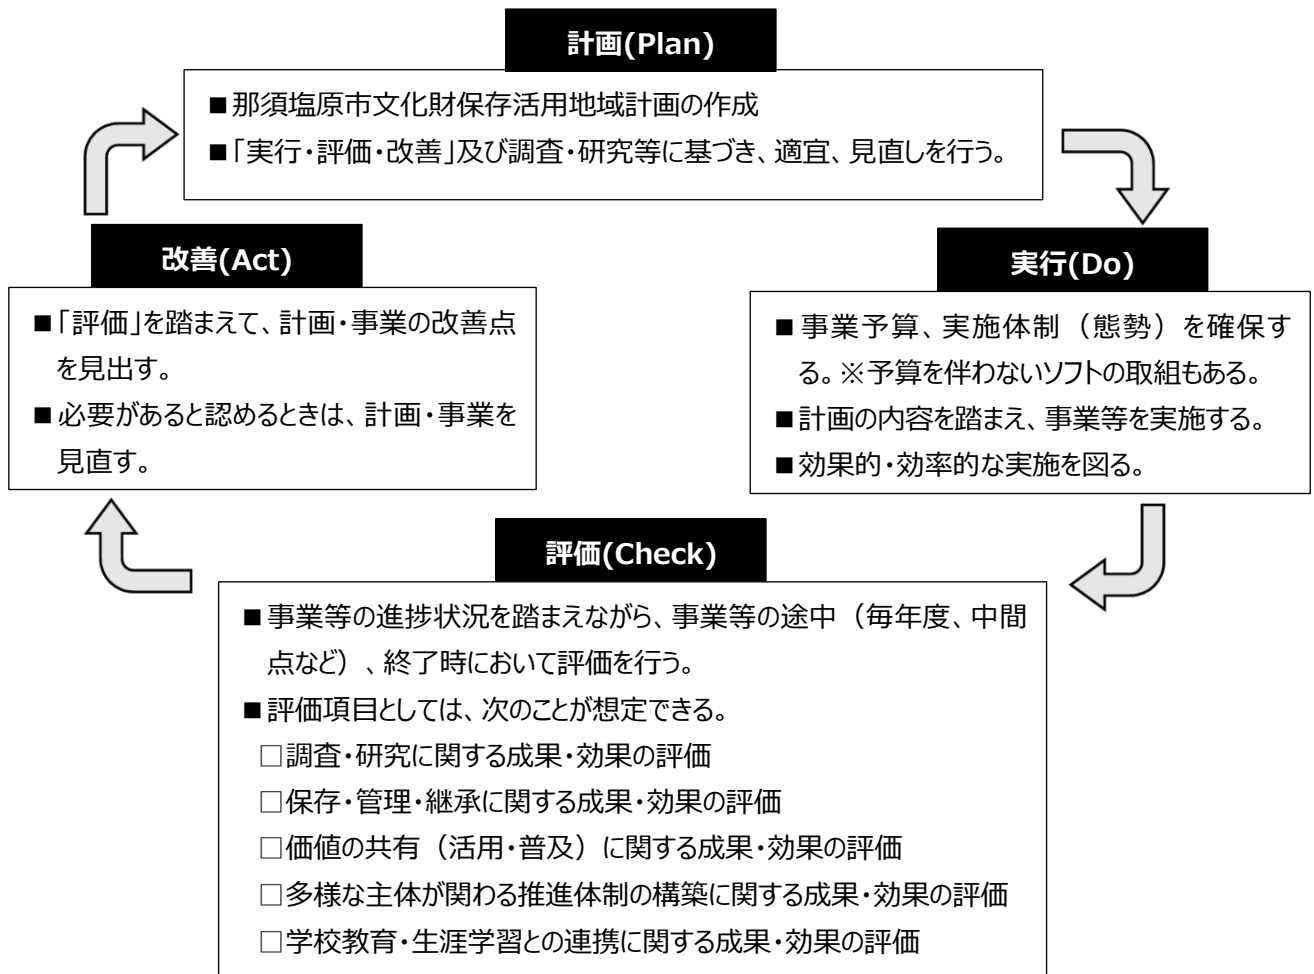 計画(Plan)
■那須塩原市文化財保存活用地域計画の作成
■「実行・評価・改善」及び調査・研究等に基づき、適宜、見直しを行う。
改善(Act)
■「評価」を踏まえて、計画・事業の改善点
を見出す。
■必要があると認めるときは、計画・事業を
見直す。
実行(Do)
■事業予算、実施体制（態勢）を確保す
る。※予算を伴わないソフトの取組もある。
■計画の内容を踏まえ、事業等を実施する。
■効果的・効率的な実施を図る。
評価(Check)
■事業等の進捗状況を踏まえながら、事業等の途中（毎年度、中間
点など）、終了時において評価を行う。
■評価項目としては、次のことが想定できる。
□調査・研究に関する成果・効果の評価
□保存・管理・継承に関する成果・効果の評価
□価値の共有（活用・普及）に関する成果・効果の評価
□多様な主体が関わる推進体制の構築に関する成果・効果の評価
□学校教育・生涯学習との連携に関する成果・効果の評価